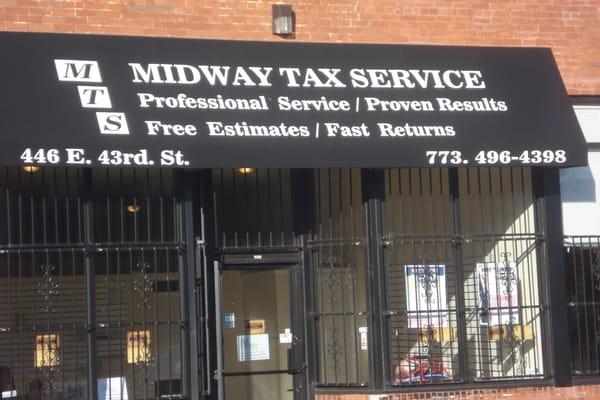 M
T
S
MIDWAY TAX SERVICE
Professional Service / Proven Results
Free Estimates / Fast Returns
446 E. 43rd. St.
773. 496-4398